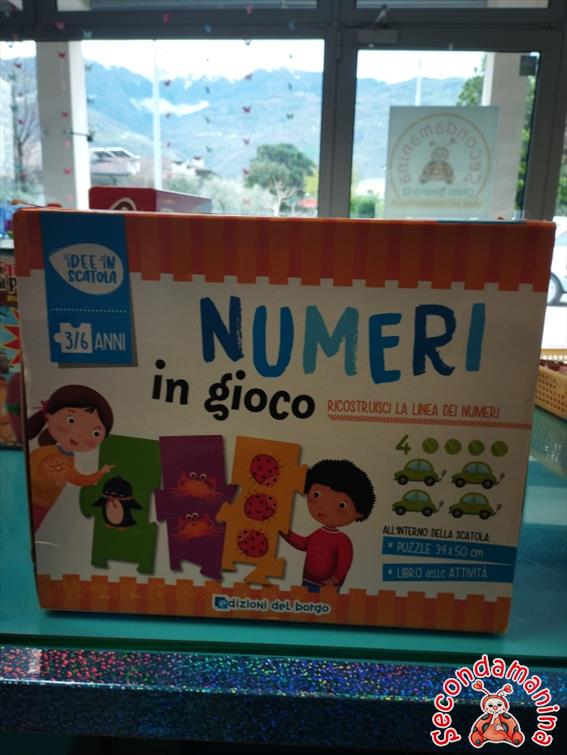 IDEE IN
SCATOLA
3/6 ANNI
NUMERI
in gioco
RICOSTRUISCI LA LINEA DEI NUMERI
4
ALL'INTERNO DELLA SCATOLA:
PUZZLE 34x50 cm
LIBRO delle ATTIVITÀ
edizioni del borgo
secondamanina
secondamanina